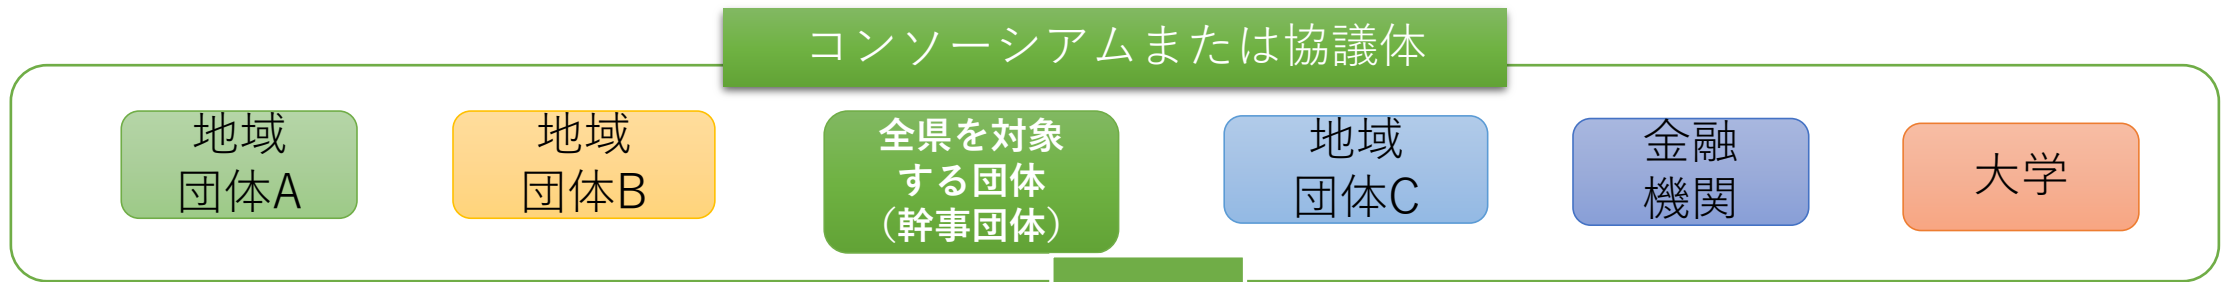 コンソーシアムまたは協議体
地域
団体A
地域
団体B
全県を対象
する団体
（幹事団体）
地域
団体C
金融
機関
大学